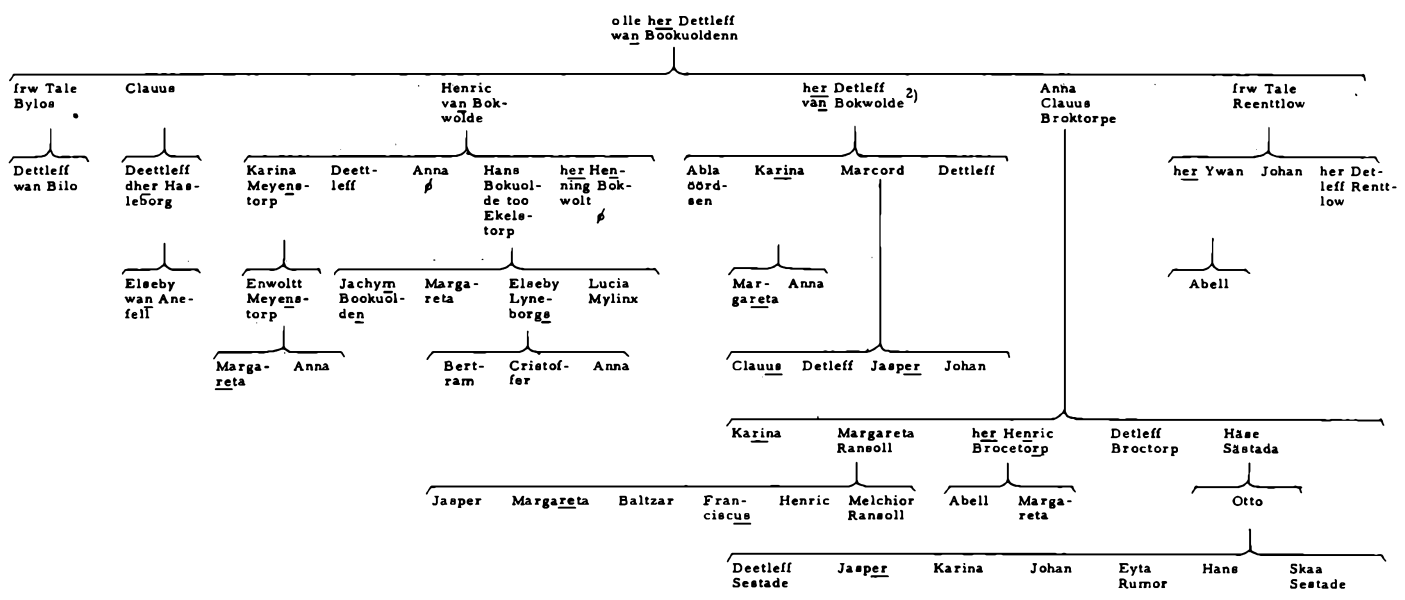 olle her Dettleff
wan Bookuoldenn
frw Tale
Bylos
Clauus
Henric
van Bok-
wolde
her Detleff
van Bokwolde 2)
Anna
Clauus
Broktorpe
frw Tale
Reenttlow
Dettleff
wan Bilo
Deettleff
dher Has-
leborg
Karina
Meyens-
torp
Deett-
leff
Anna
ø
Hans
Bokuol-
de too
Ekels-
torp
her Hen-
ning Bok-
wolt
ø
Abla
öörd-
sen
Karina
Marcord
Dettleff
her Ywan
Johan
her Det-
leff Rentt-
low
Elseby
wan Ane-
fell
Enwoltt
Meyens-
torp
Jachym
Bookuol-
den
Marga-
reta
Elseby
Lyne-
borgs
Lucia
Mylinx
Mar-
gareta
Anna
Abell
Marga-
reta
Anna
Bert-
ram
Cristof-
fer
Anna
Clauus
Detleff
Jasper
Johan
Karina
Margareta
Ransoll
her Henric
Brocetorp
Detleff
Broctorp
Häse
Sästada
Jasper
Margareta
Baltzar
Fran-
ciscus
Henric
Melchior
Ransoll
Abell
Marga-
reta
Otto
Deetleff
Sestade
Jasper
Karina
Johan
Eyta
Rumor
Hans
Skaa
Sestade